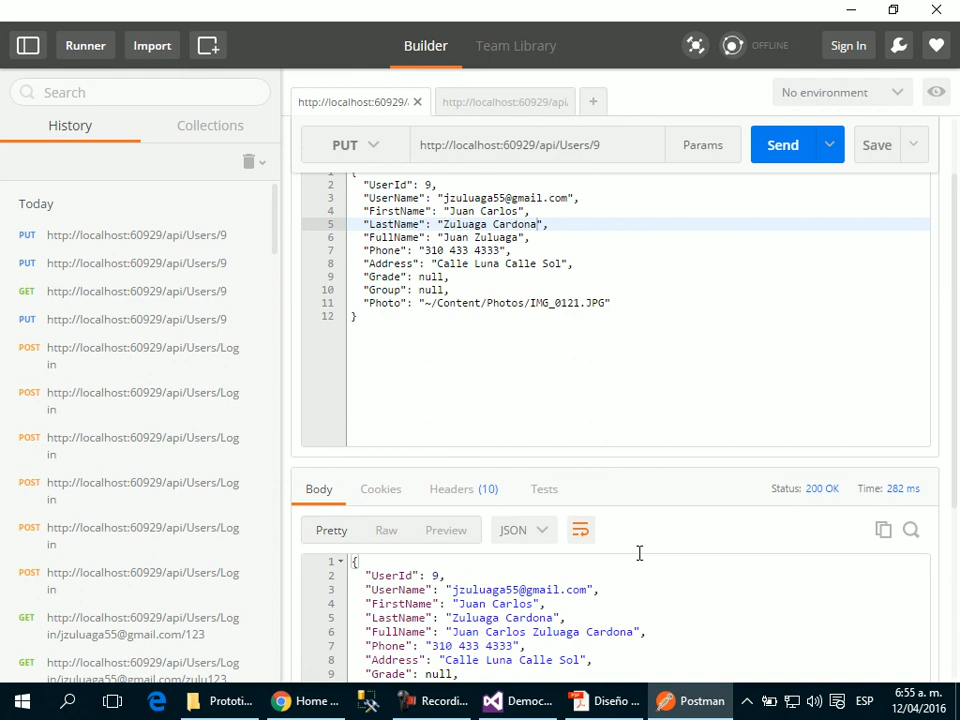 Runner
Import
Builder
Team Library
OFFLINE
Sign In
Search
History
Collections
http://localhost:60929/.
http://localhost:60929/api/
+
No environment
PUT
http://localhost:60929/api/Users/9
Params
Send
Save
Today
PUT http://localhost:60929/api/Users/9
PUT http://localhost:60929/api/Users/9
GET http://localhost:60929/api/Users/9
PUT http://localhost:60929/api/Users/9
POST http://localhost:60929/api/Users/Log
in
POST http://localhost:60929/api/Users/Log
in
POST http://localhost:60929/api/Users/Log
in
POST http://localhost:60929/api/Users/Log
in
POST http://localhost:60929/api/Users/Log
in
POST http://localhost:60929/api/Users/Log
in
GET http://localhost:60929/api/Users/Log
in/jzuluaga55@gmail.com/123
GET http://localhost:60929/api/Users/Log
in/jzuluaga55@gmail.com/zulu123
1 {
2 "UserId": 9,
3 "UserName": "jzuluaga55@gmail.com",
4 "FirstName": "Juan Carlos",
5 "LastName": "Zuluaga Cardona",
6 "FullName": "Juan Zuluaga",
7 "Phone": "310 433 4333",
8 "Address": "Calle Luna Calle Sol",
9 "Grade": null,
10 "Group": null,
11 "Photo": "~/Content/Photos/IMG_0121.JPG"
12 }
Body
Cookies
Headers (10)
Tests
Status: 200 OK
Time: 282 ms
Pretty
Raw
Preview
JSON
1 {
2 "UserId": 9,
3 "UserName": "jzuluaga55@gmail.com",
4 "FirstName": "Juan Carlos",
5 "LastName": "Zuluaga Cardona",
6 "FullName": "Juan Carlos Zuluaga Cardona",
7 "Phone": "310 433 4333",
8 "Address": "Calle Luna Calle Sol",
9 "Grade": null,
Prototi...
Home ...
Recordi...
Democ...
Diseño ...
Postman
ESP
6:55 a. m.
12/04/2016